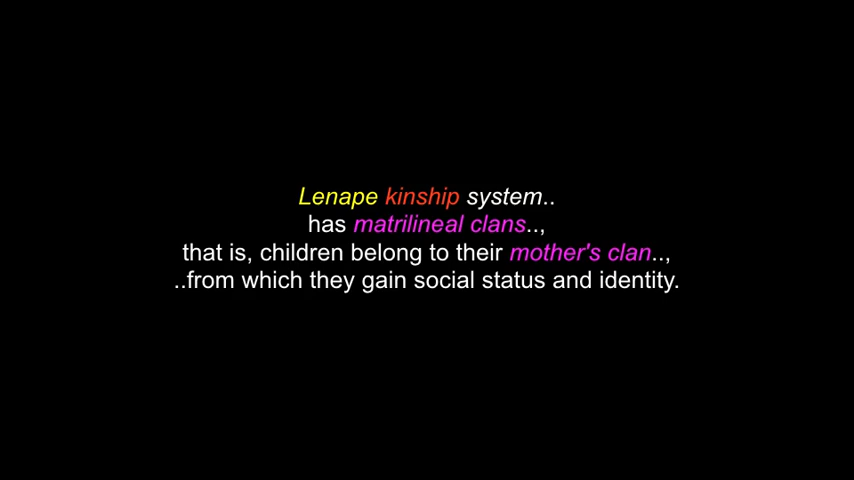 Lenape kinship system..
has matrilineal clans..,
that is, children belong to their mother's clan..,
..from which they gain social status and identity.